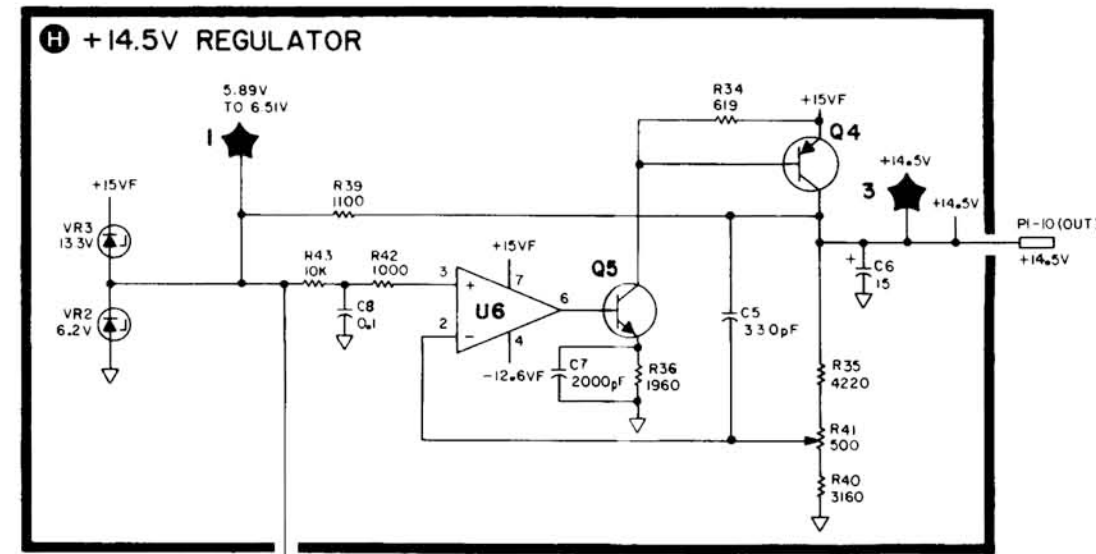 H +14.5V REGULATOR
5.89V
TO 6.51V
1
R34
619
+15VF
Q4
+14.5V
3
+14.5V
P1-10 (OUT)
+14.5V
+15VF
VR3
13.3V
VR2
6.2V
R39
1100
R43
10K
R42
1000
C8
0.1
3
+
2
-
U6
+15VF
7
6
4
-12.6VF
Q5
C7
2000pF
R36
1960
C5
330pF
+
C6
15
R35
4220
R41
500
R40
3160